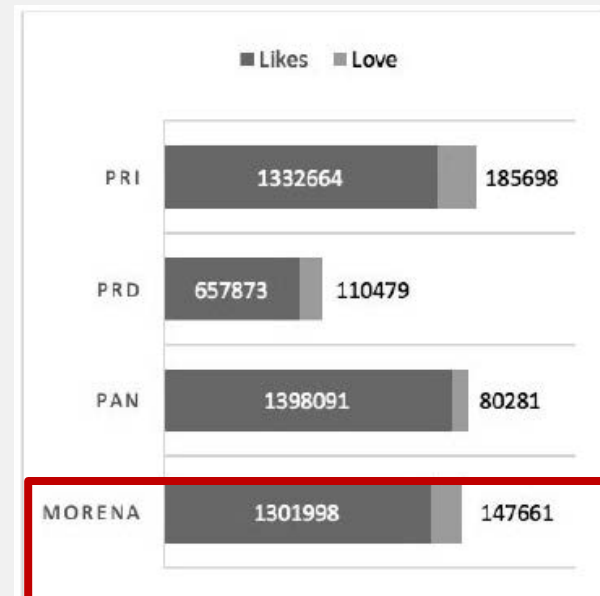 Likes Love
PRI 1332664 185698
PRD 657873 110479
PAN 1398091 80281
MORENA 1301998 147661